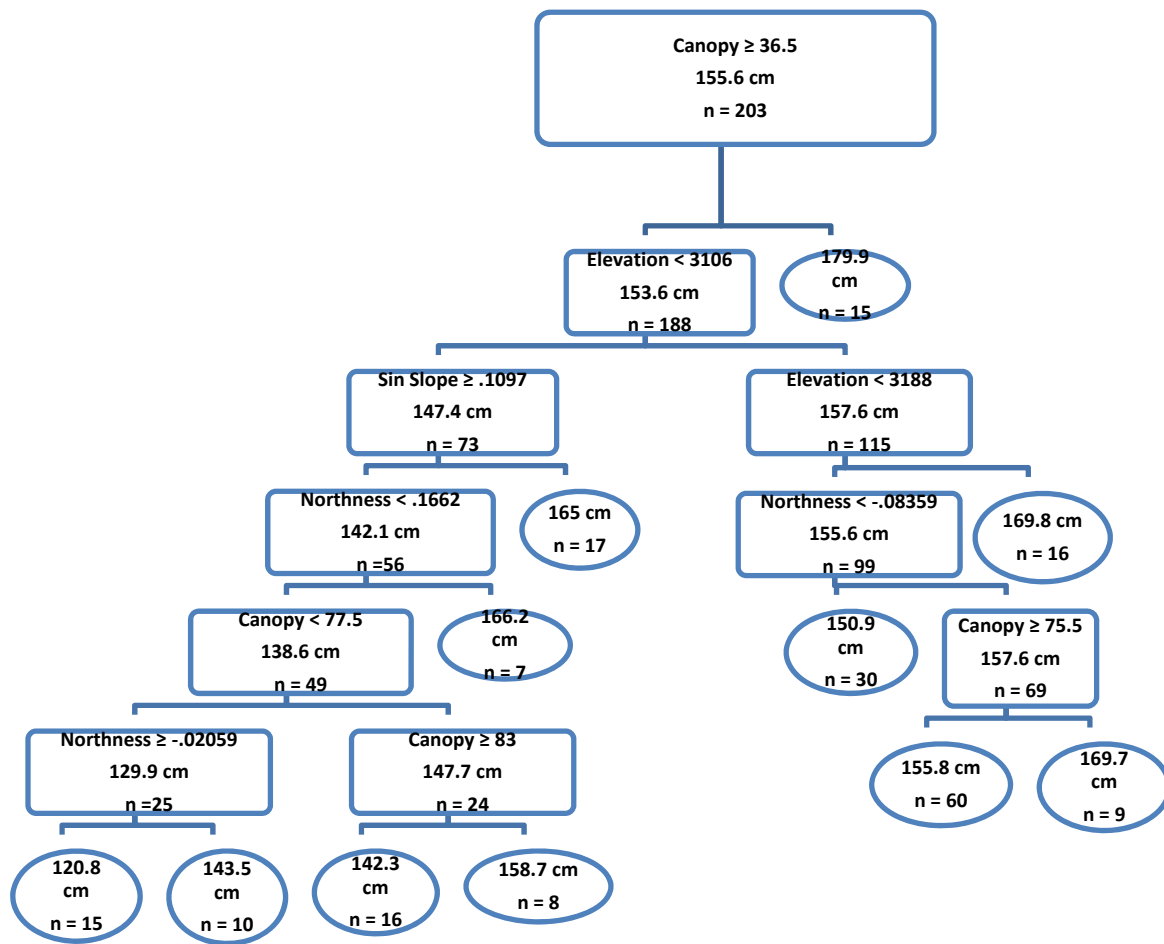 Canopy ≥ 36.5
155.6 cm
n = 203
Elevation < 3106
153.6 cm
n = 188
179.9
cm
n = 15
Sin Slope ≥ .1097
147.4 cm
n = 73
Elevation < 3188
157.6 cm
n = 115
Northness < .1662
142.1 cm
n =56
165 cm
n = 17
Northness < -.08359
155.6 cm
n = 99
169.8 cm
n = 16
Canopy < 77.5
138.6 cm
n = 49
166.2
cm
n = 7
150.9
cm
n = 30
Canopy ≥ 75.5
157.6 cm
n = 69
Northness ≥ -.02059
129.9 cm
n =25
Canopy ≥ 83
147.7 cm
n = 24
155.8 cm
n = 60
169.7
cm
n = 9
120.8
cm
n = 15
143.5
cm
n = 10
142.3
cm
n = 16
158.7 cm
n = 8